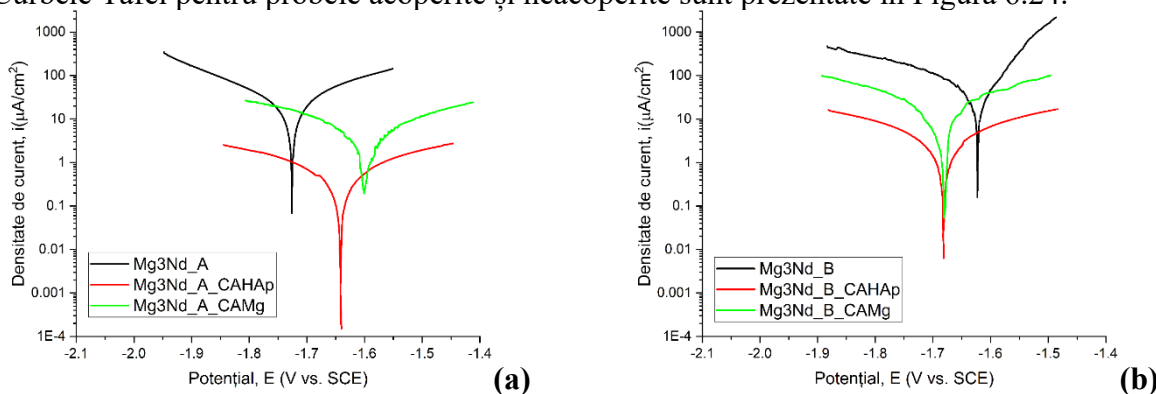 Curbele Tafel pentru probele acoperite și neacoperite sunt prezentate în Figura 6.24.
1000
100
10
1
0.1
0.01
0.001
1E-4
Densitate de curent, i(μA/cm²)
Mg3Nd_A
Mg3Nd_A_CAHAp
Mg3Nd_A_CAMg
-2.1 -2.0 -1.9 -1.8 -1.7 -1.6 -1.5 -1.4
Potențial, E (V vs. SCE)
(a)
1000
100
10
1
0.1
0.01
0.001
1E-4
Densitate de curent, i(μA/cm²)
Mg3Nd_B
Mg3Nd_B_CAHAp
Mg3Nd_B_CAMg
-2.1 -2.0 -1.9 -1.8 -1.7 -1.6 -1.5 -1.4
Potențial, E (V vs. SCE)
(b)